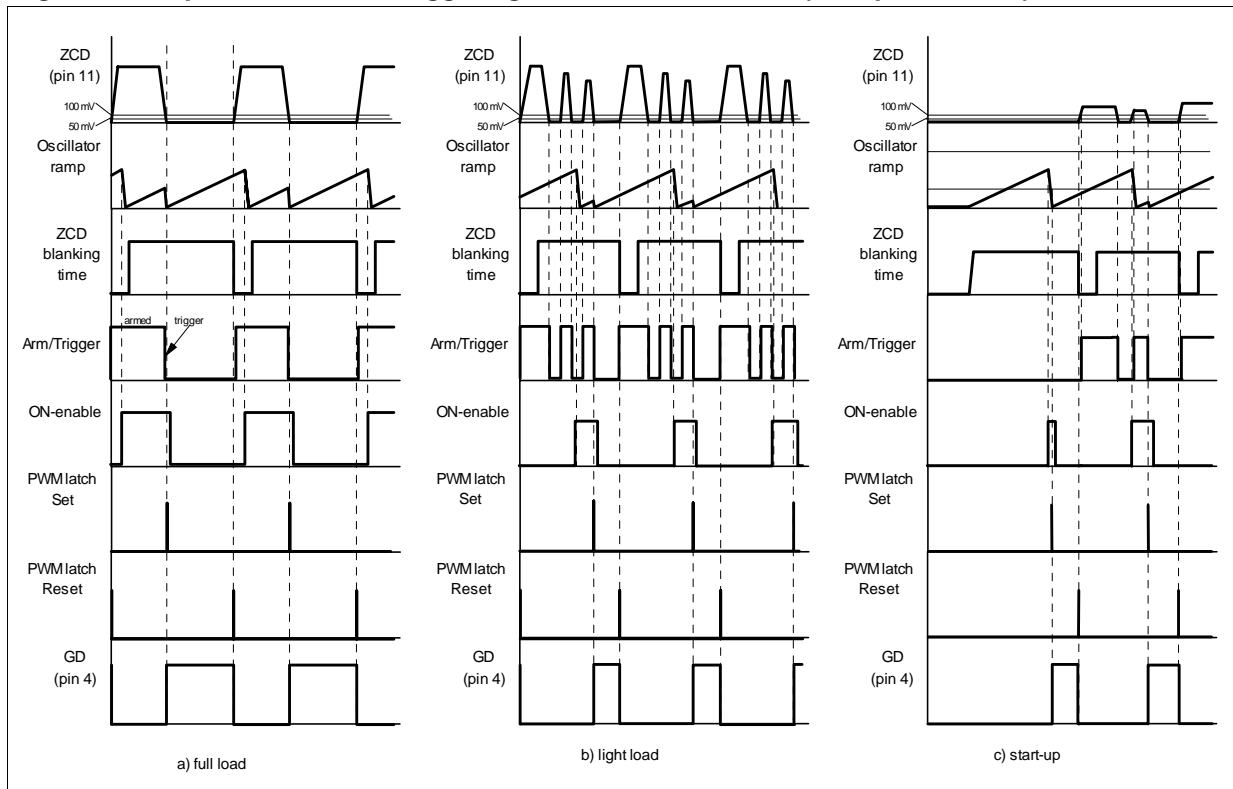 ZCD
(pin 11)
100 mV
50 mV
Oscillator
ramp
ZCD
blanking
time
armed
trigger
Arm/Trigger
ON-enable
PWM latch
Set
PWM latch
Reset
GD
(pin 4)
a) full load
ZCD
(pin 11)
100 mV
50 mV
Oscillator
ramp
ZCD
blanking
time
Arm/Trigger
ON-enable
PWM latch
Set
PWM latch
Reset
GD
(pin 4)
b) light load
ZCD
(pin 11)
100 mV
50 mV
Oscillator
ramp
ZCD
blanking
time
Arm/Trigger
ON-enable
PWM latch
Set
PWM latch
Reset
GD
(pin 4)
c) start-up